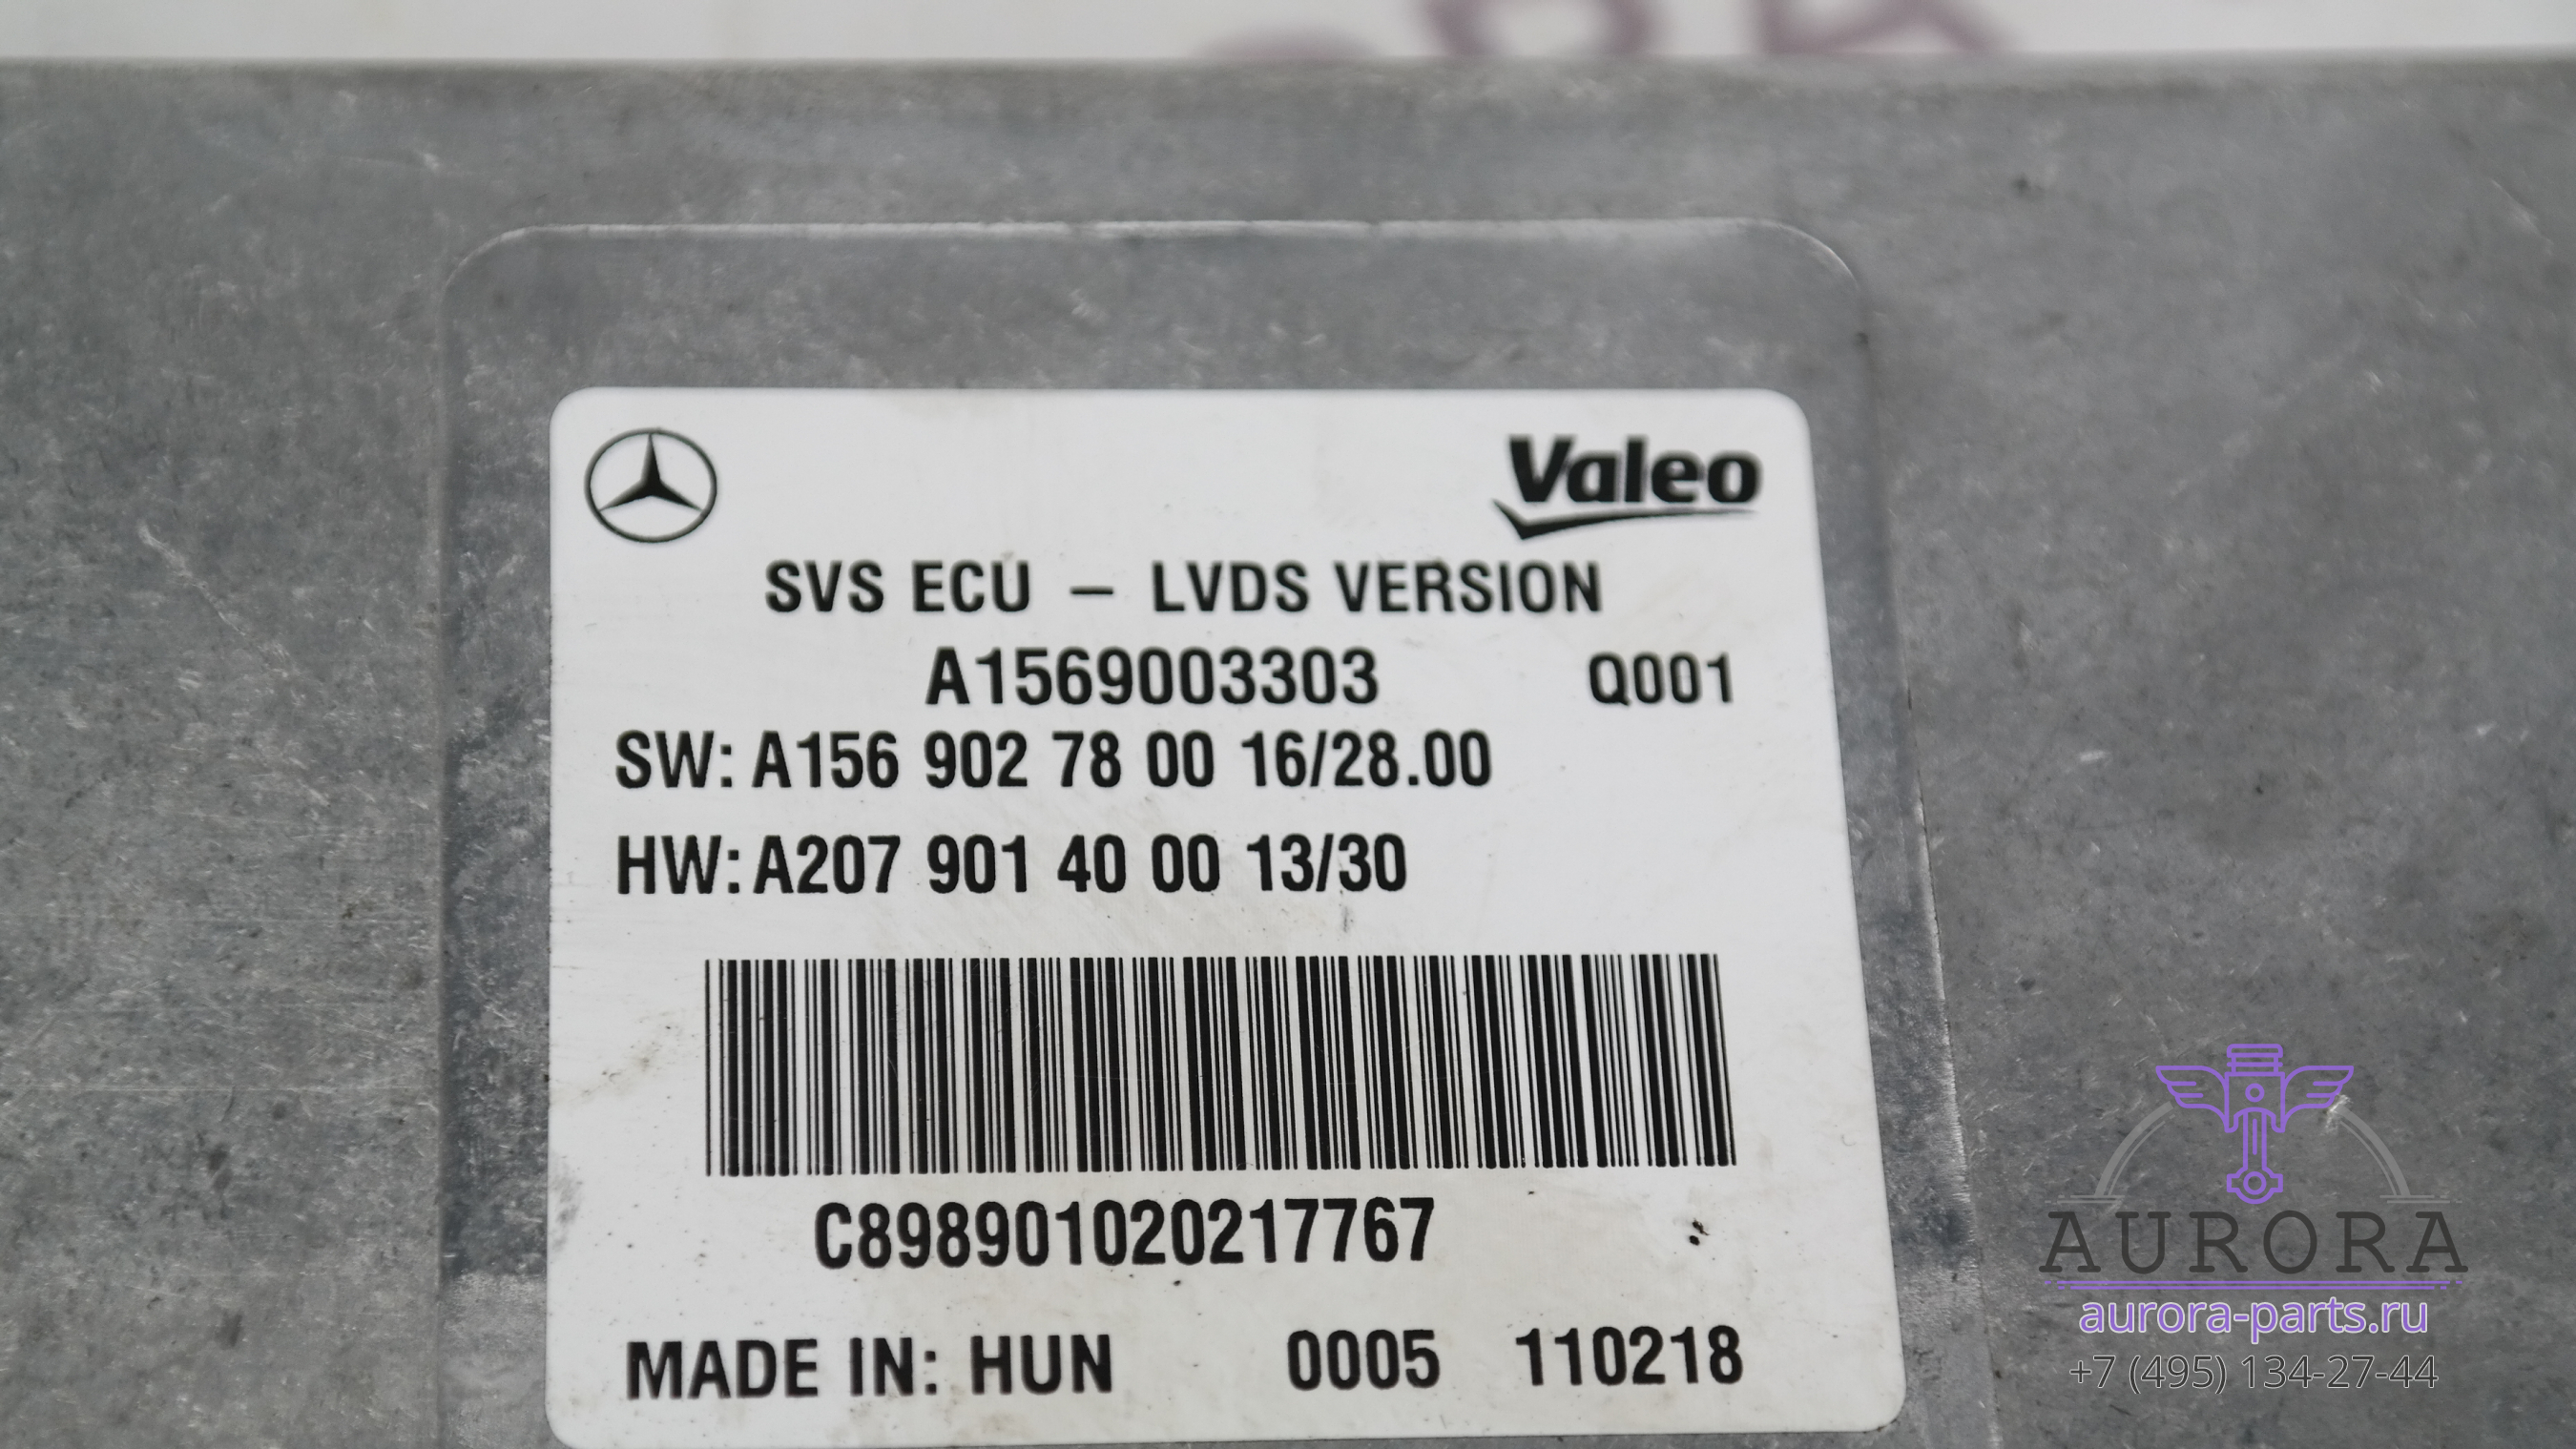 Valeo
SVS ECU – LVDS VERSION
A1569003303 Q001
SW: A156 902 78 00 16/28.00
HW: A207 901 40 00 13/30
C898901020217767
MADE IN: HUN 0005 110218
AURORA
aurora-parts.ru
+7 (495) 134-27-44